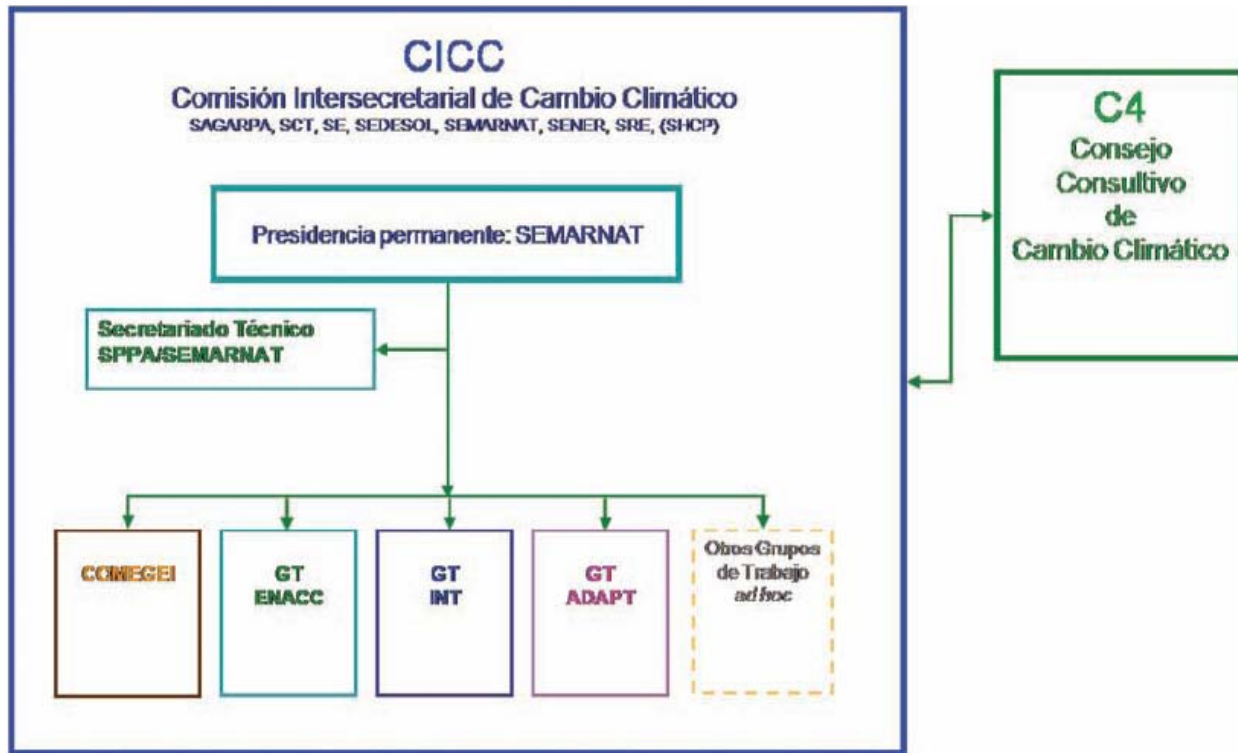 CICC
Comisión Intersecretarial de Cambio Climático
SAGARPA, SCT, SE, SEDESOL, SEMARNAT, SENER, SRE, (SHCP)
Presidencia permanente: SEMARNAT
Secretariado Técnico
SPPA/SEMARNAT
COMEGEI
GT
ENACC
GT
INT
GT
ADAPT
Otros Grupos
de Trabajo
ad hoc
C4
Consejo
Consultivo
de
Cambio Climático